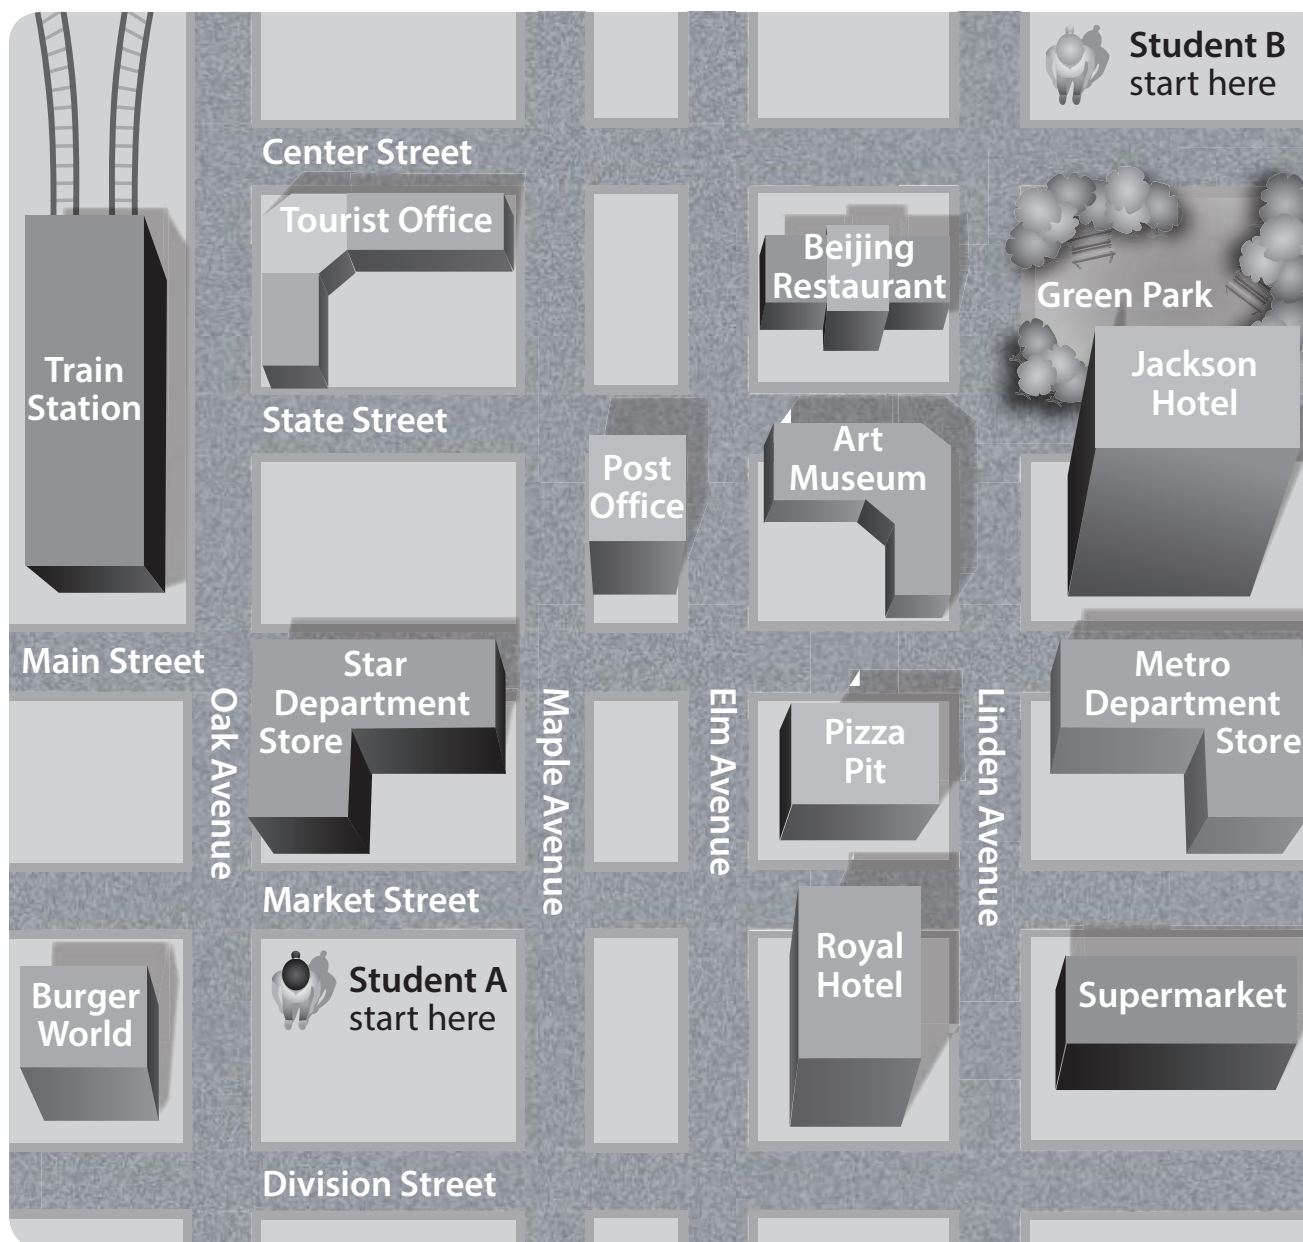 Student B
start here
Center Street
Tourist Office
Beijing
Restaurant
Green Park
Train
Station
Jackson
Hotel
State Street
Art
Museum
Post
Office
Main Street
Star
Department
Store
Metro
Department
Store
Oak Avenue
Maple Avenue
Elm Avenue
Linden Avenue
Pizza
Pit
Market Street
Royal
Hotel
Burger
World
Student A
start here
Supermarket
Division Street